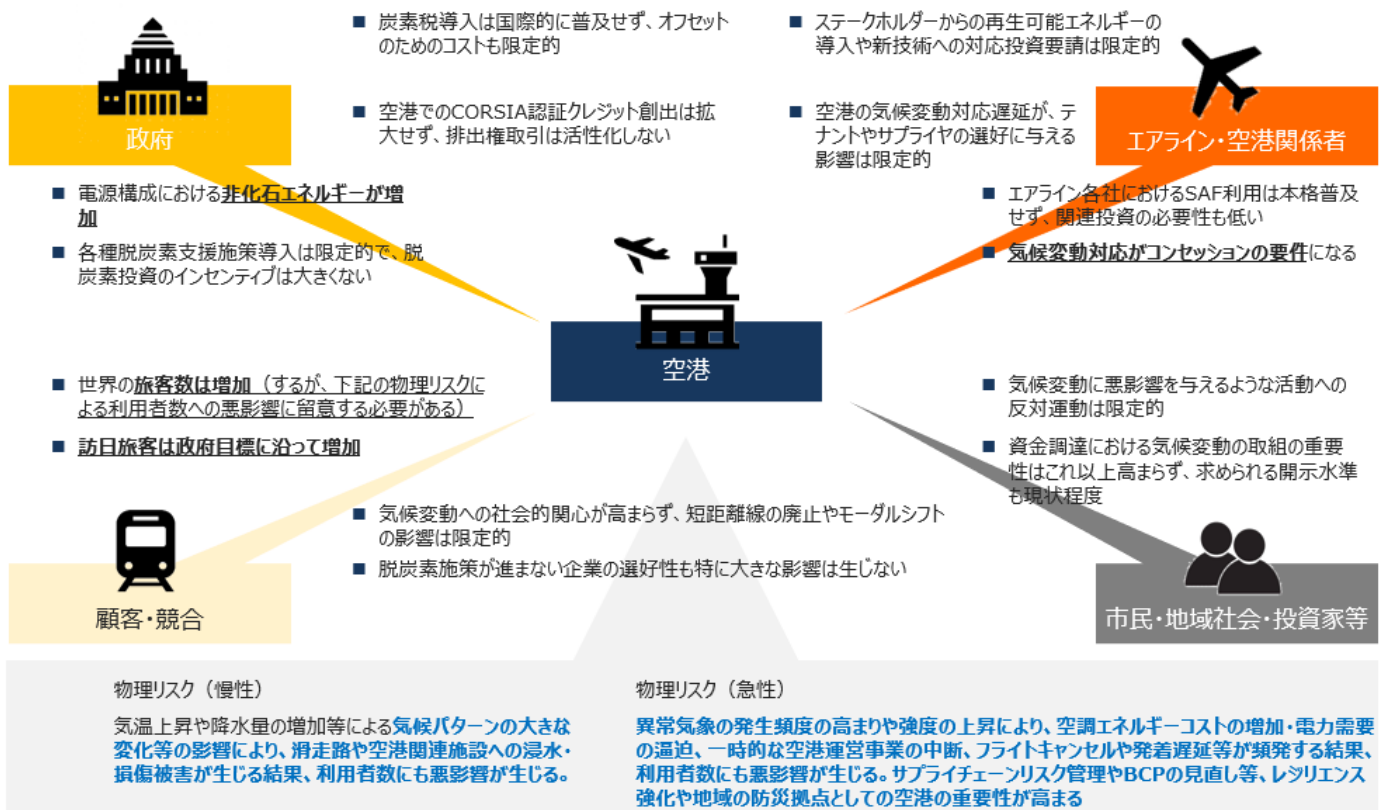 ■ 炭素税導入は国際的に普及せず、オフセット
のためのコストも限定的
■ 空港でのCORSIA認証クレジット創出は拡
大せず、排出権取引は活性化しない
■ ステークホルダーからの再生可能エネルギーの
導入や新技術への対応投資要請は限定的
■ 空港の気候変動対応遅延が、テ
ナントやサプライヤの選好に与える
影響は限定的
政府
エアライン・空港関係者
■ 電源構成における非化石エネルギーが増
加
■ 各種脱炭素支援施策導入は限定的で、脱
炭素投資のインセンティブは大きくない
■ エアライン各社におけるSAF利用は本格普及
せず、関連投資の必要性も低い
■ 気候変動対応がコンセッションの要件になる
空港
■ 世界の旅客数は増加（するが、下記の物理リスクに
よる利用者数への悪影響に留意する必要がある）
■ 訪日旅客は政府目標に沿って増加
■ 気候変動に悪影響を与えるような活動への
反対運動は限定的
■ 資金調達における気候変動の取組の重要
性はこれ以上高まらず、求められる開示水準
も現状程度
■ 気候変動への社会的関心が高まらず、短距離線の廃止やモーダルシフト
の影響は限定的
■ 脱炭素施策が進まない企業の選好性も特に大きな影響は生じない
顧客・競合
市民・地域社会・投資家等
物理リスク（慢性）
気温上昇や降水量の増加等による気候パターンの大きな
変化等の影響により、滑走路や空港関連施設への浸水・
損傷被害が生じる結果、利用者数にも悪影響が生じる。
物理リスク（急性）
異常気象の発生頻度の高まりや強度の上昇により、空調エネルギーコストの増加・電力需要
の逼迫、一時的な空港運営事業の中断、フライトキャンセルや発着遅延等が頻発する結果、
利用者数にも悪影響が生じる。サプライチェーンリスク管理やBCPの見直し等、レジリエンス
強化や地域の防災拠点としての空港の重要性が高まる